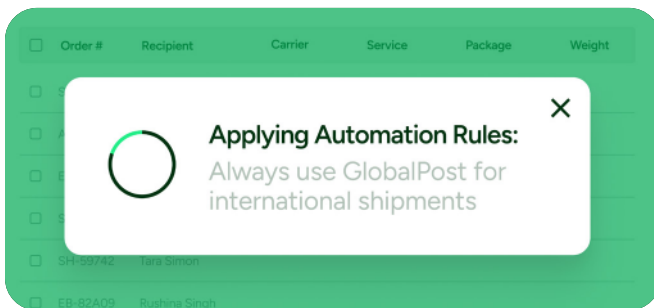 Order # Recipient Carrier Service Package Weight
Applying Automation Rules:
Always use GlobalPost for
international shipments
SH-59742 Tara Simon
EB-82A09 Rushina Singh